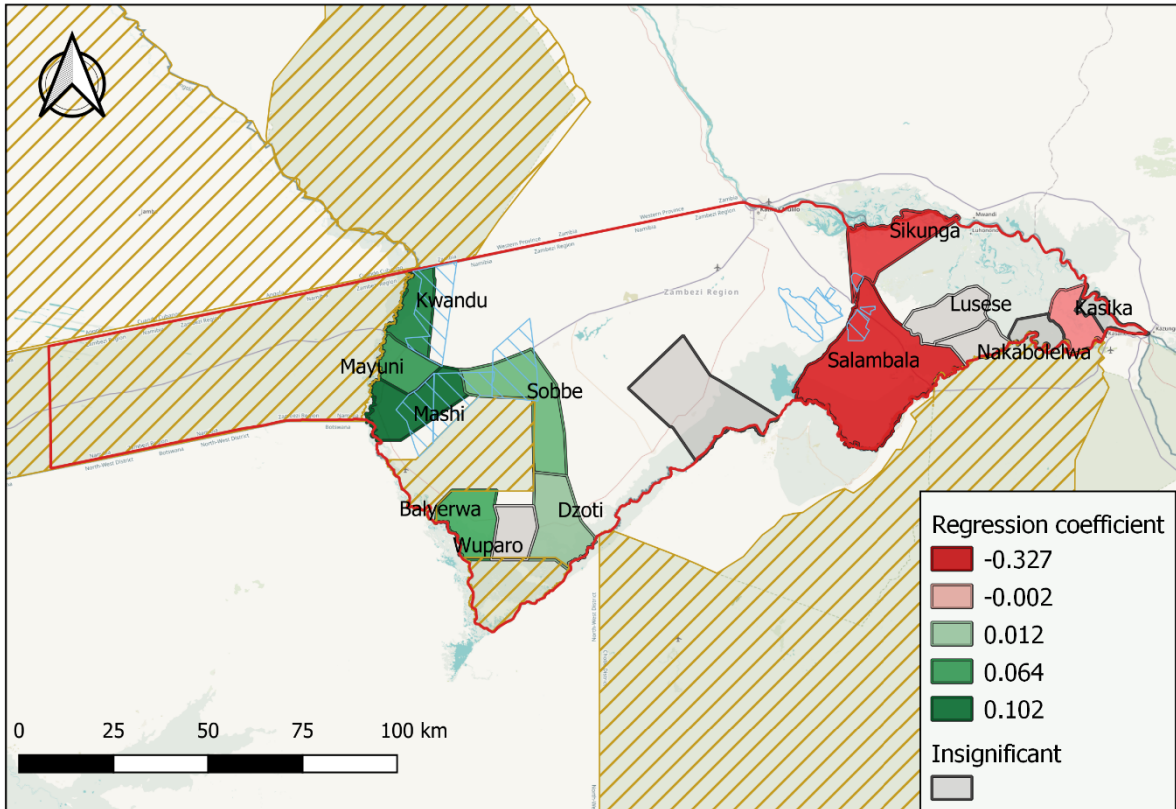 Sikunga
Kwandu
Zambezi Region
Lusese
Kasika
Nakabolelwa
Mayuni
Salambala
Mashi
Sobbe
Balyerwa
Dzoti
Wuparo
Regression coefficient
-0.327
-0.002
0.012
0.064
0.102
Insignificant
0 25 50 75 100 km